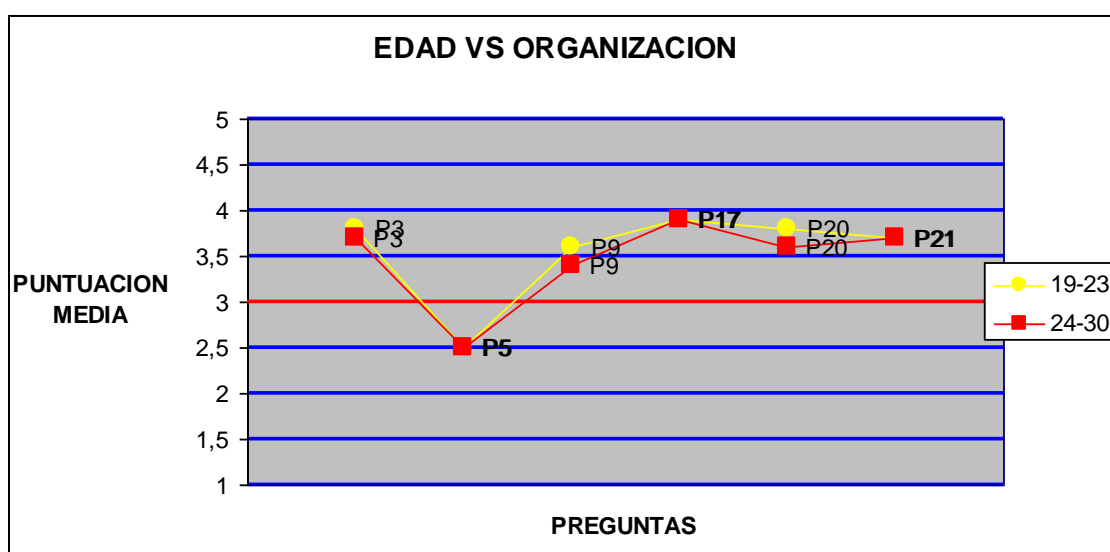 EDAD VS ORGANIZACION
5
4,5
4
3,5
3
2,5
2
1,5
1
PUNTUACION
MEDIA
P3
P3
P5
P9
P9
P17
P20
P20
P21
19-23
24-30
PREGUNTAS